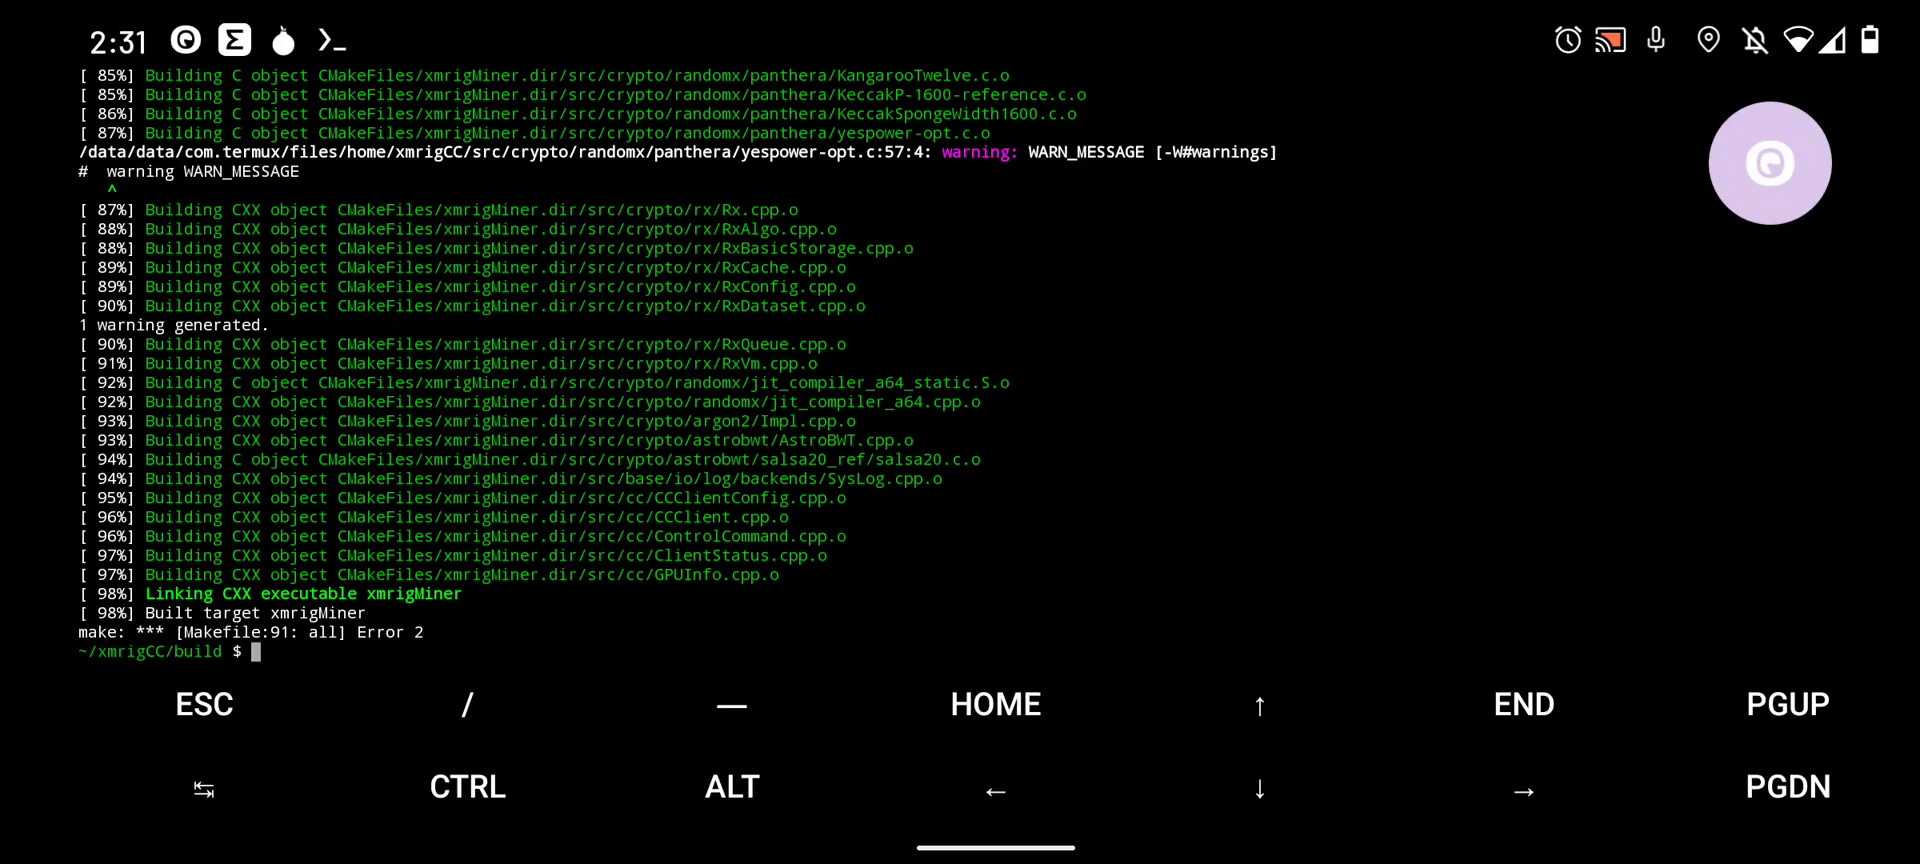 2:31
[ 85%] Building C object CMakeFiles/xmrigMiner.dir/src/crypto/randomx/panthera/KangarooTwelve.c.o
[ 85%] Building C object CMakeFiles/xmrigMiner.dir/src/crypto/randomx/panthera/KeccakP-1600-reference.c.o
[ 86%] Building C object CMakeFiles/xmrigMiner.dir/src/crypto/randomx/panthera/KeccakSpongeWidth1600.c.o
[ 87%] Building C object CMakeFiles/xmrigMiner.dir/src/crypto/randomx/panthera/yespower-opt.c.o
/data/data/com.termux/files/home/xmrigCC/src/crypto/randomx/panthera/yespower-opt.c:57:4: warning: WARN_MESSAGE [-W#warnings]
#  warning WARN_MESSAGE
   ^
[ 87%] Building CXX object CMakeFiles/xmrigMiner.dir/src/crypto/rx/Rx.cpp.o
[ 88%] Building CXX object CMakeFiles/xmrigMiner.dir/src/crypto/rx/RxAlgo.cpp.o
[ 88%] Building CXX object CMakeFiles/xmrigMiner.dir/src/crypto/rx/RxBasicStorage.cpp.o
[ 89%] Building CXX object CMakeFiles/xmrigMiner.dir/src/crypto/rx/RxCache.cpp.o
[ 89%] Building CXX object CMakeFiles/xmrigMiner.dir/src/crypto/rx/RxConfig.cpp.o
[ 90%] Building CXX object CMakeFiles/xmrigMiner.dir/src/crypto/rx/RxDataset.cpp.o
1 warning generated.
[ 90%] Building CXX object CMakeFiles/xmrigMiner.dir/src/crypto/rx/RxQueue.cpp.o
[ 91%] Building CXX object CMakeFiles/xmrigMiner.dir/src/crypto/rx/RxVm.cpp.o
[ 92%] Building C object CMakeFiles/xmrigMiner.dir/src/crypto/randomx/jit_compiler_a64_static.S.o
[ 92%] Building CXX object CMakeFiles/xmrigMiner.dir/src/crypto/randomx/jit_compiler_a64.cpp.o
[ 93%] Building CXX object CMakeFiles/xmrigMiner.dir/src/crypto/argon2/Impl.cpp.o
[ 93%] Building CXX object CMakeFiles/xmrigMiner.dir/src/crypto/astrobwt/AstroBWT.cpp.o
[ 94%] Building C object CMakeFiles/xmrigMiner.dir/src/crypto/astrobwt/salsa20_ref/salsa20.c.o
[ 94%] Building CXX object CMakeFiles/xmrigMiner.dir/src/base/io/log/backends/SysLog.cpp.o
[ 95%] Building CXX object CMakeFiles/xmrigMiner.dir/src/cc/CCClientConfig.cpp.o
[ 96%] Building CXX object CMakeFiles/xmrigMiner.dir/src/cc/CCClient.cpp.o
[ 96%] Building CXX object CMakeFiles/xmrigMiner.dir/src/cc/ControlCommand.cpp.o
[ 97%] Building CXX object CMakeFiles/xmrigMiner.dir/src/cc/ClientStatus.cpp.o
[ 97%] Building CXX object CMakeFiles/xmrigMiner.dir/src/cc/GPUInfo.cpp.o
[ 98%] Linking CXX executable xmrigMiner
[ 98%] Built target xmrigMiner
make: *** [Makefile:91: all] Error 2
~/xmrigCC/build $
ESC / — HOME ↑ END PGUP
↹ CTRL ALT ← ↓ → PGDN